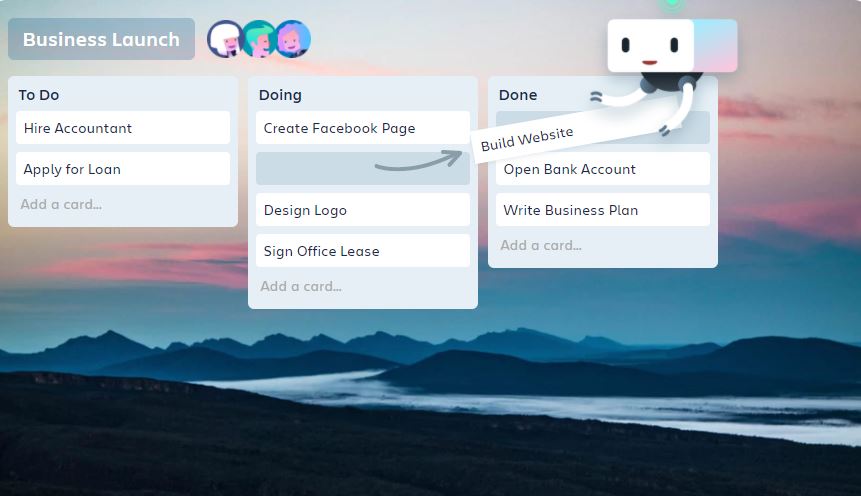 Business Launch
To Do
Hire Accountant
Apply for Loan
Add a card...
Doing
Create Facebook Page
Design Logo
Sign Office Lease
Add a card...
Done
Build Website
Open Bank Account
Write Business Plan
Add a card...